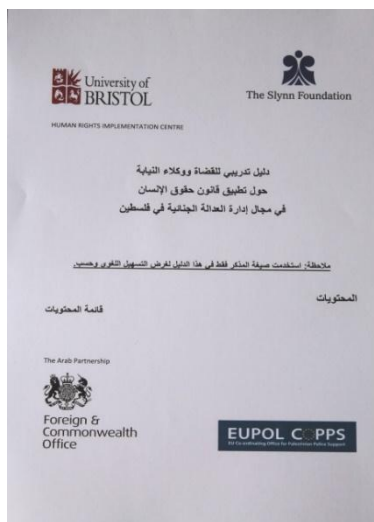 University of
BRISTOL
The Slynn Foundation
HUMAN RIGHTS IMPLEMENTATION CENTRE
دليل تدريبي للقضاة ووكلاء النيابة
حول تطبيق قانون حقوق الإنسان
في مجال إدارة العدالة الجنائية في فلسطين
ملاحظة: استخدمت صيغة المذكر فقط في هذا الدليل لغرض التسهيل اللغوي وحسب.
المحتويات
قائمة المحتويات
The Arab Partnership
Foreign &
Commonwealth
Office
EUPOL COPPS
EU Co-ordinating Office for Palestinian Police Support